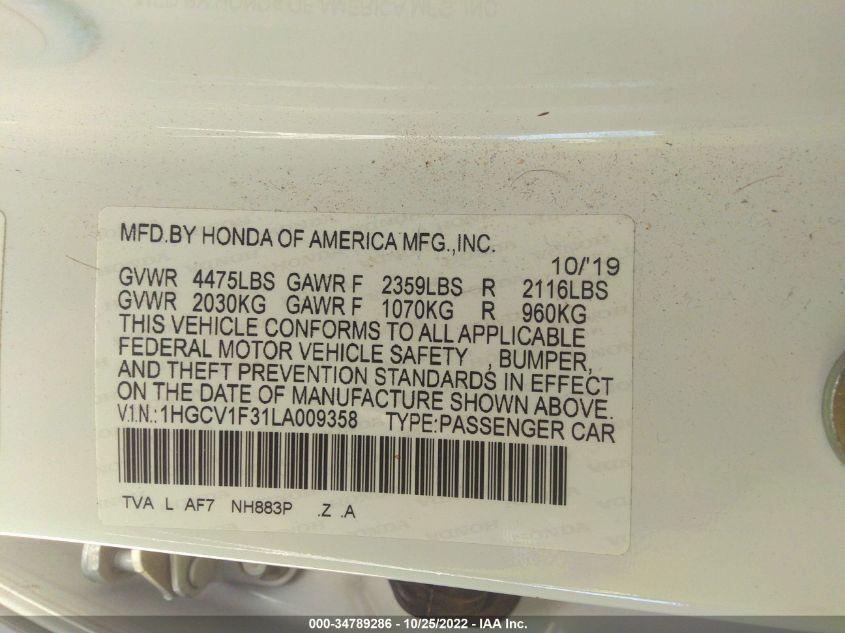 MFD.BY HONDA OF AMERICA MFG.,INC.
10/'19
GVWR 4475LBS GAWR F 2359LBS R 2116LBS
GVWR 2030KG GAWR F 1070KG R 960KG
THIS VEHICLE CONFORMS TO ALL APPLICABLE
FEDERAL MOTOR VEHICLE SAFETY , BUMPER,
AND THEFT PREVENTION STANDARDS IN EFFECT
ON THE DATE OF MANUFACTURE SHOWN ABOVE.
V.I.N.:1HGCV1F31LA009358 TYPE:PASSENGER CAR
TVA L AF7 NH883P .Z .A
000-34789286 - 10/25/2022 - IAA Inc.